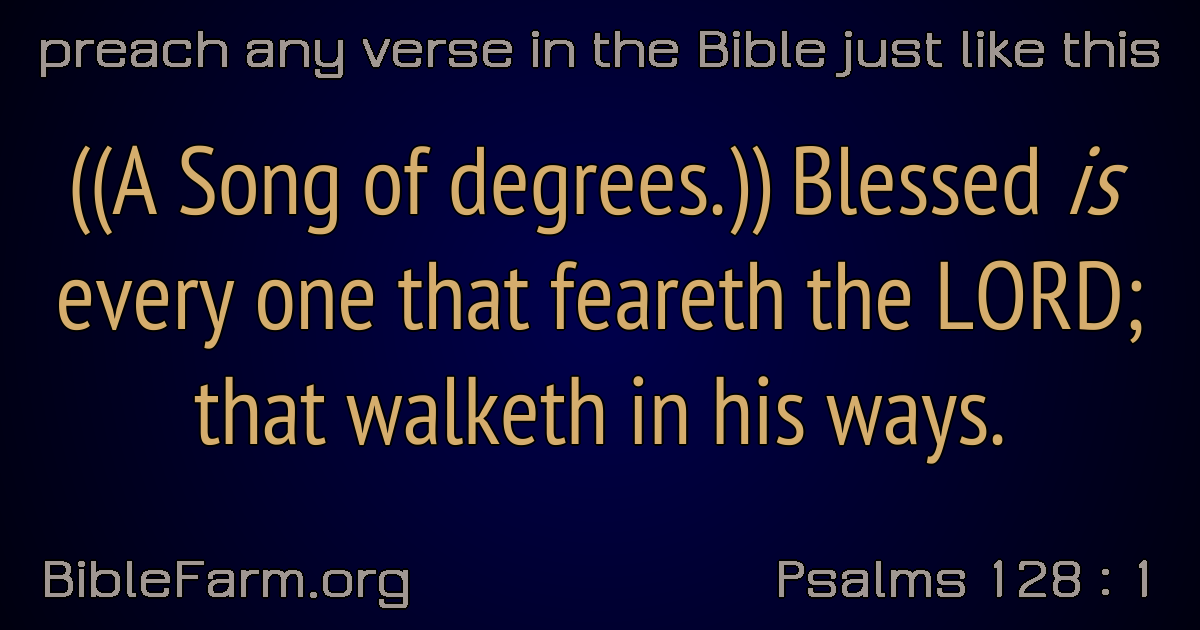 preach any verse in the Bible just like this
((A Song of degrees.)) Blessed is
every one that feareth the LORD;
that walketh in his ways.
BibleFarm.org
Psalms 128 : 1